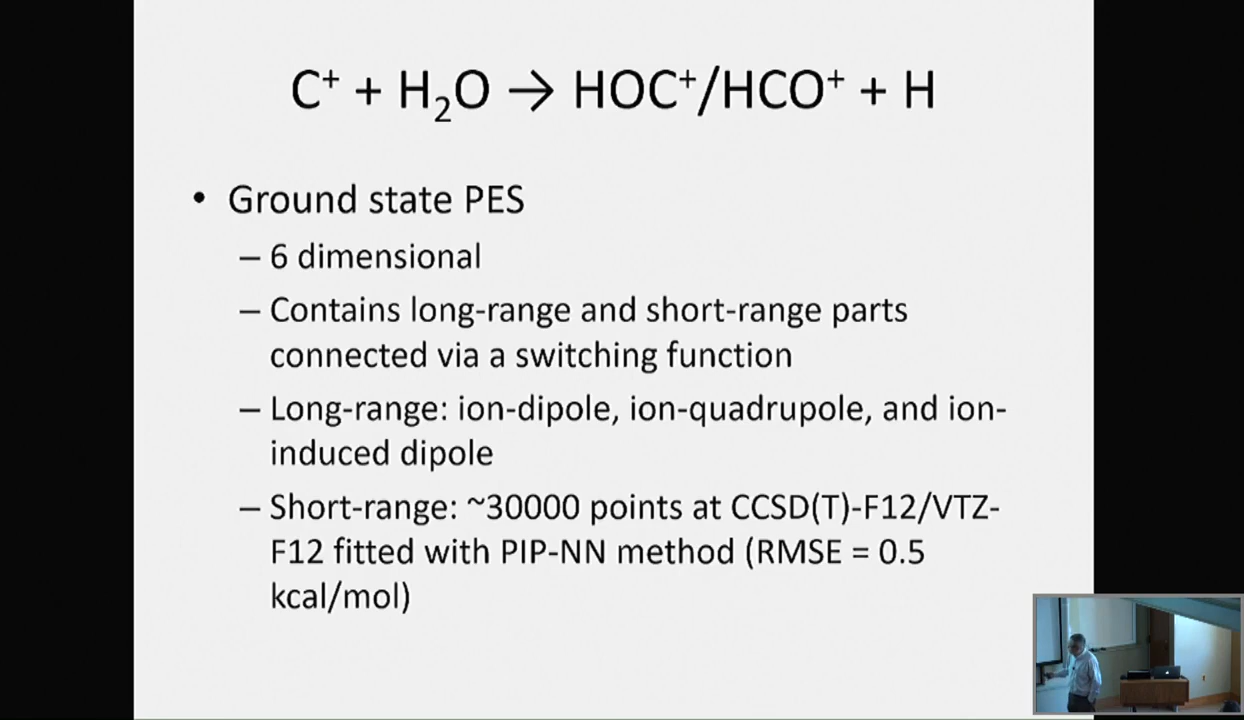 C⁺ + H₂O → HOC⁺/HCO⁺ + H
• Ground state PES
– 6 dimensional
– Contains long-range and short-range parts
connected via a switching function
– Long-range: ion-dipole, ion-quadrupole, and ion-
induced dipole
– Short-range: ~30000 points at CCSD(T)-F12/VTZ-
F12 fitted with PIP-NN method (RMSE = 0.5
kcal/mol)